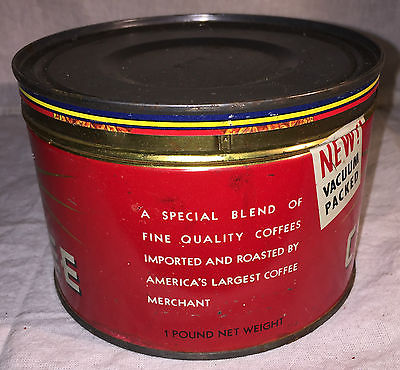 NEW!
VACUUM
PACKED
A SPECIAL BLEND OF
FINE QUALITY COFFEES
IMPORTED AND ROASTED BY
AMERICA'S LARGEST COFFEE
MERCHANT
1 POUND NET WEIGHT